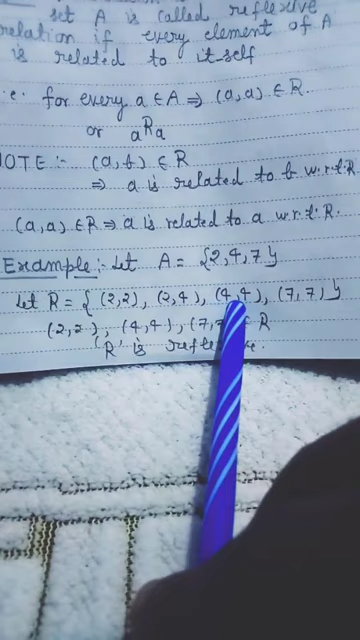 set A is called reflexive
relation if every element of A
is related to itself
i.e. for every a ∈ A ⇒ (a, a) ∈ R.
or aRa
NOTE :- (a, b) ∈ R
⇒ a is related to b w.r.t. R
(a, a) ∈ R ⇒ a is related to a w.r.t. R.
Example:- Let A = {2, 4, 7}
Let R = { (2,2), (2,4), (4,4), (7,7) }
(2,2), (4,4), (7,7) ∈ R
'R' is